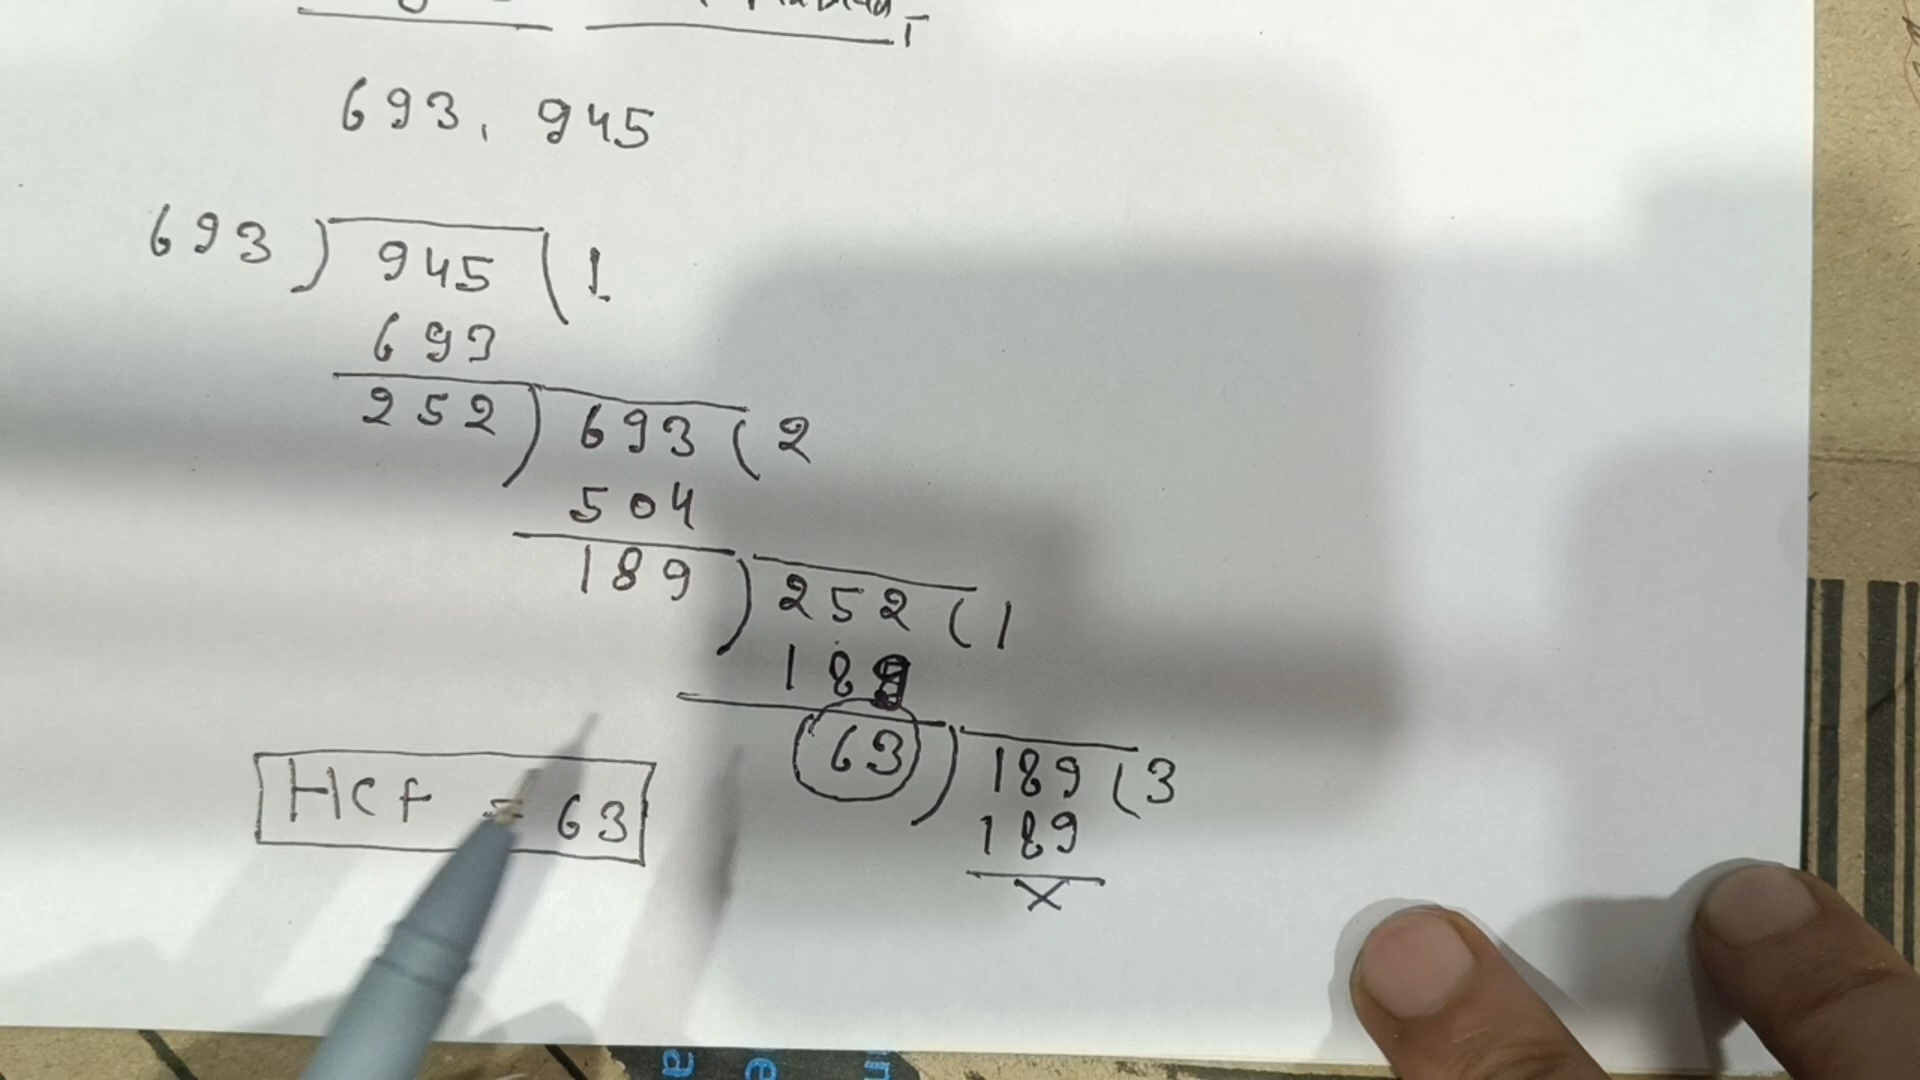 693, 945
693 ) 945 ( 1
693
252 ) 693 ( 2
504
189 ) 252 ( 1
189
63 ) 189 ( 3
189
X
HCF = 63